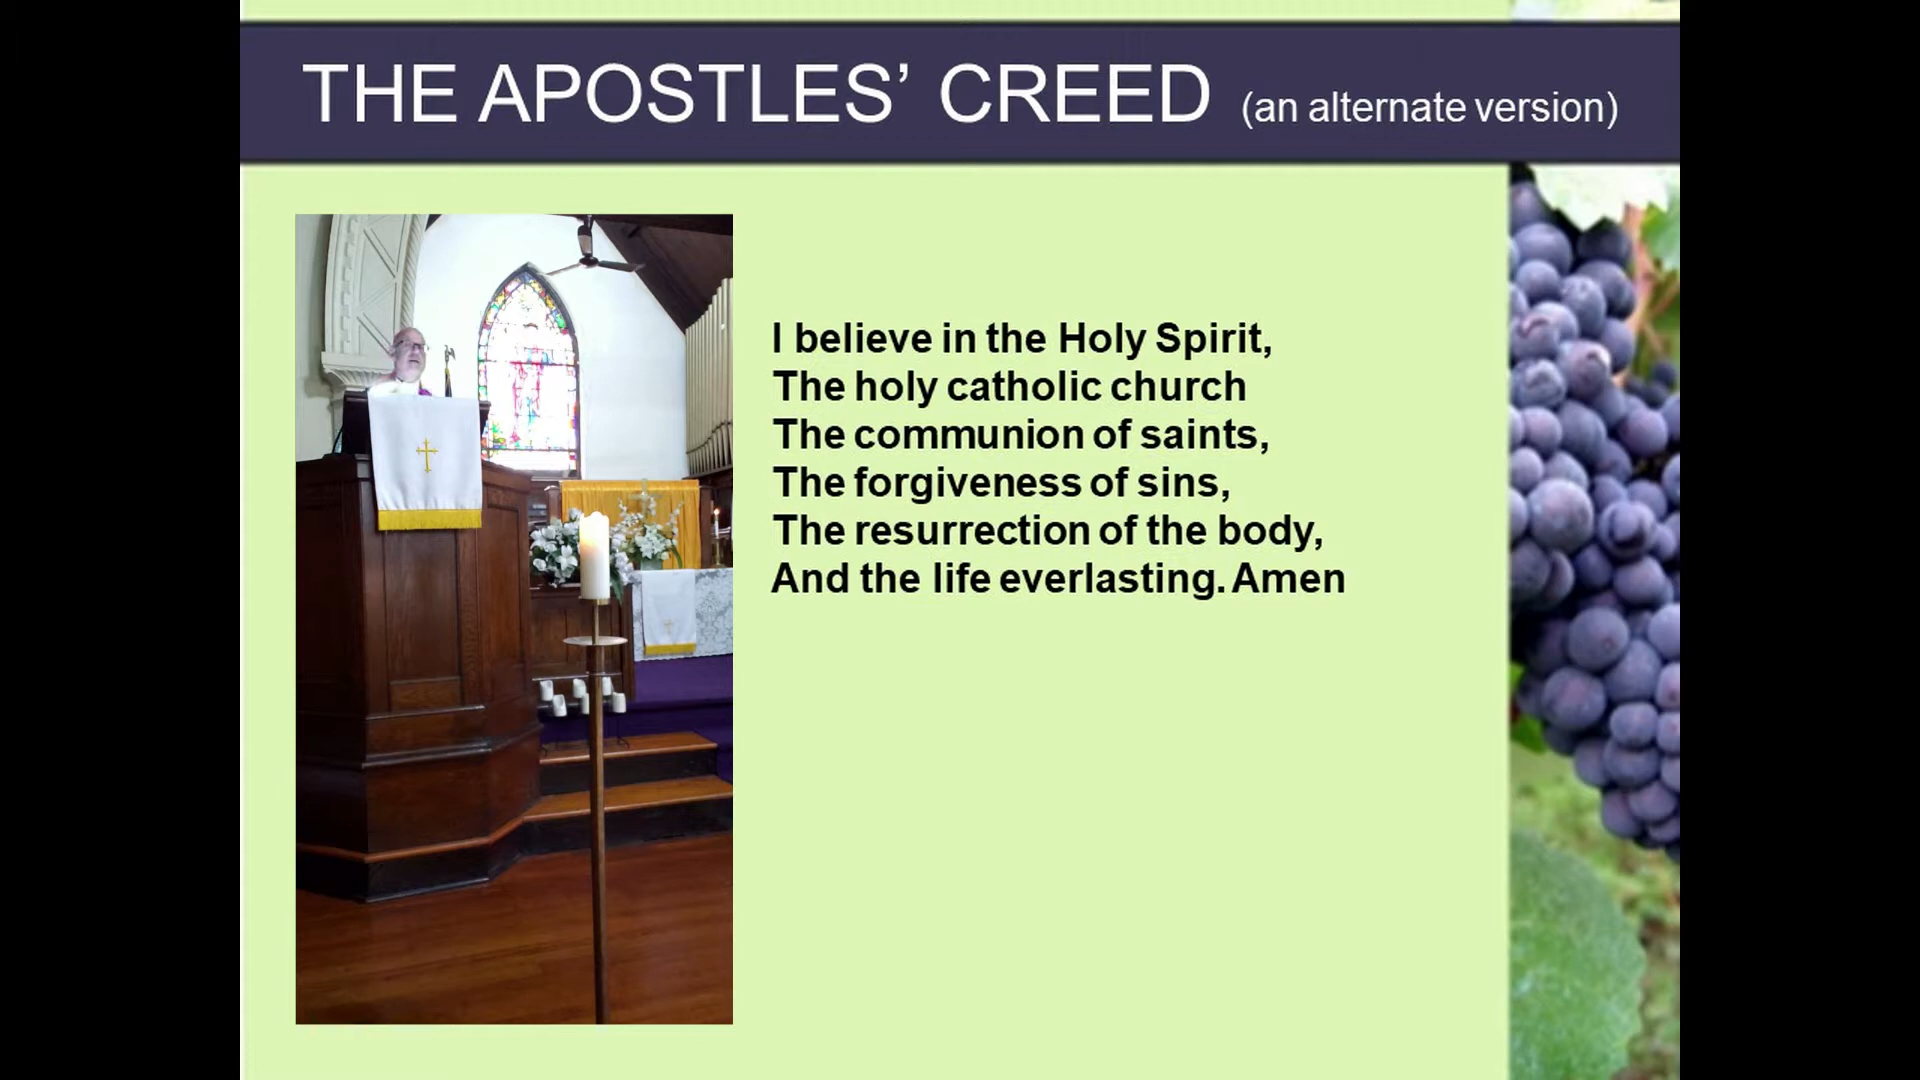 THE APOSTLES’ CREED (an alternate version)
I believe in the Holy Spirit,
The holy catholic church
The communion of saints,
The forgiveness of sins,
The resurrection of the body,
And the life everlasting. Amen